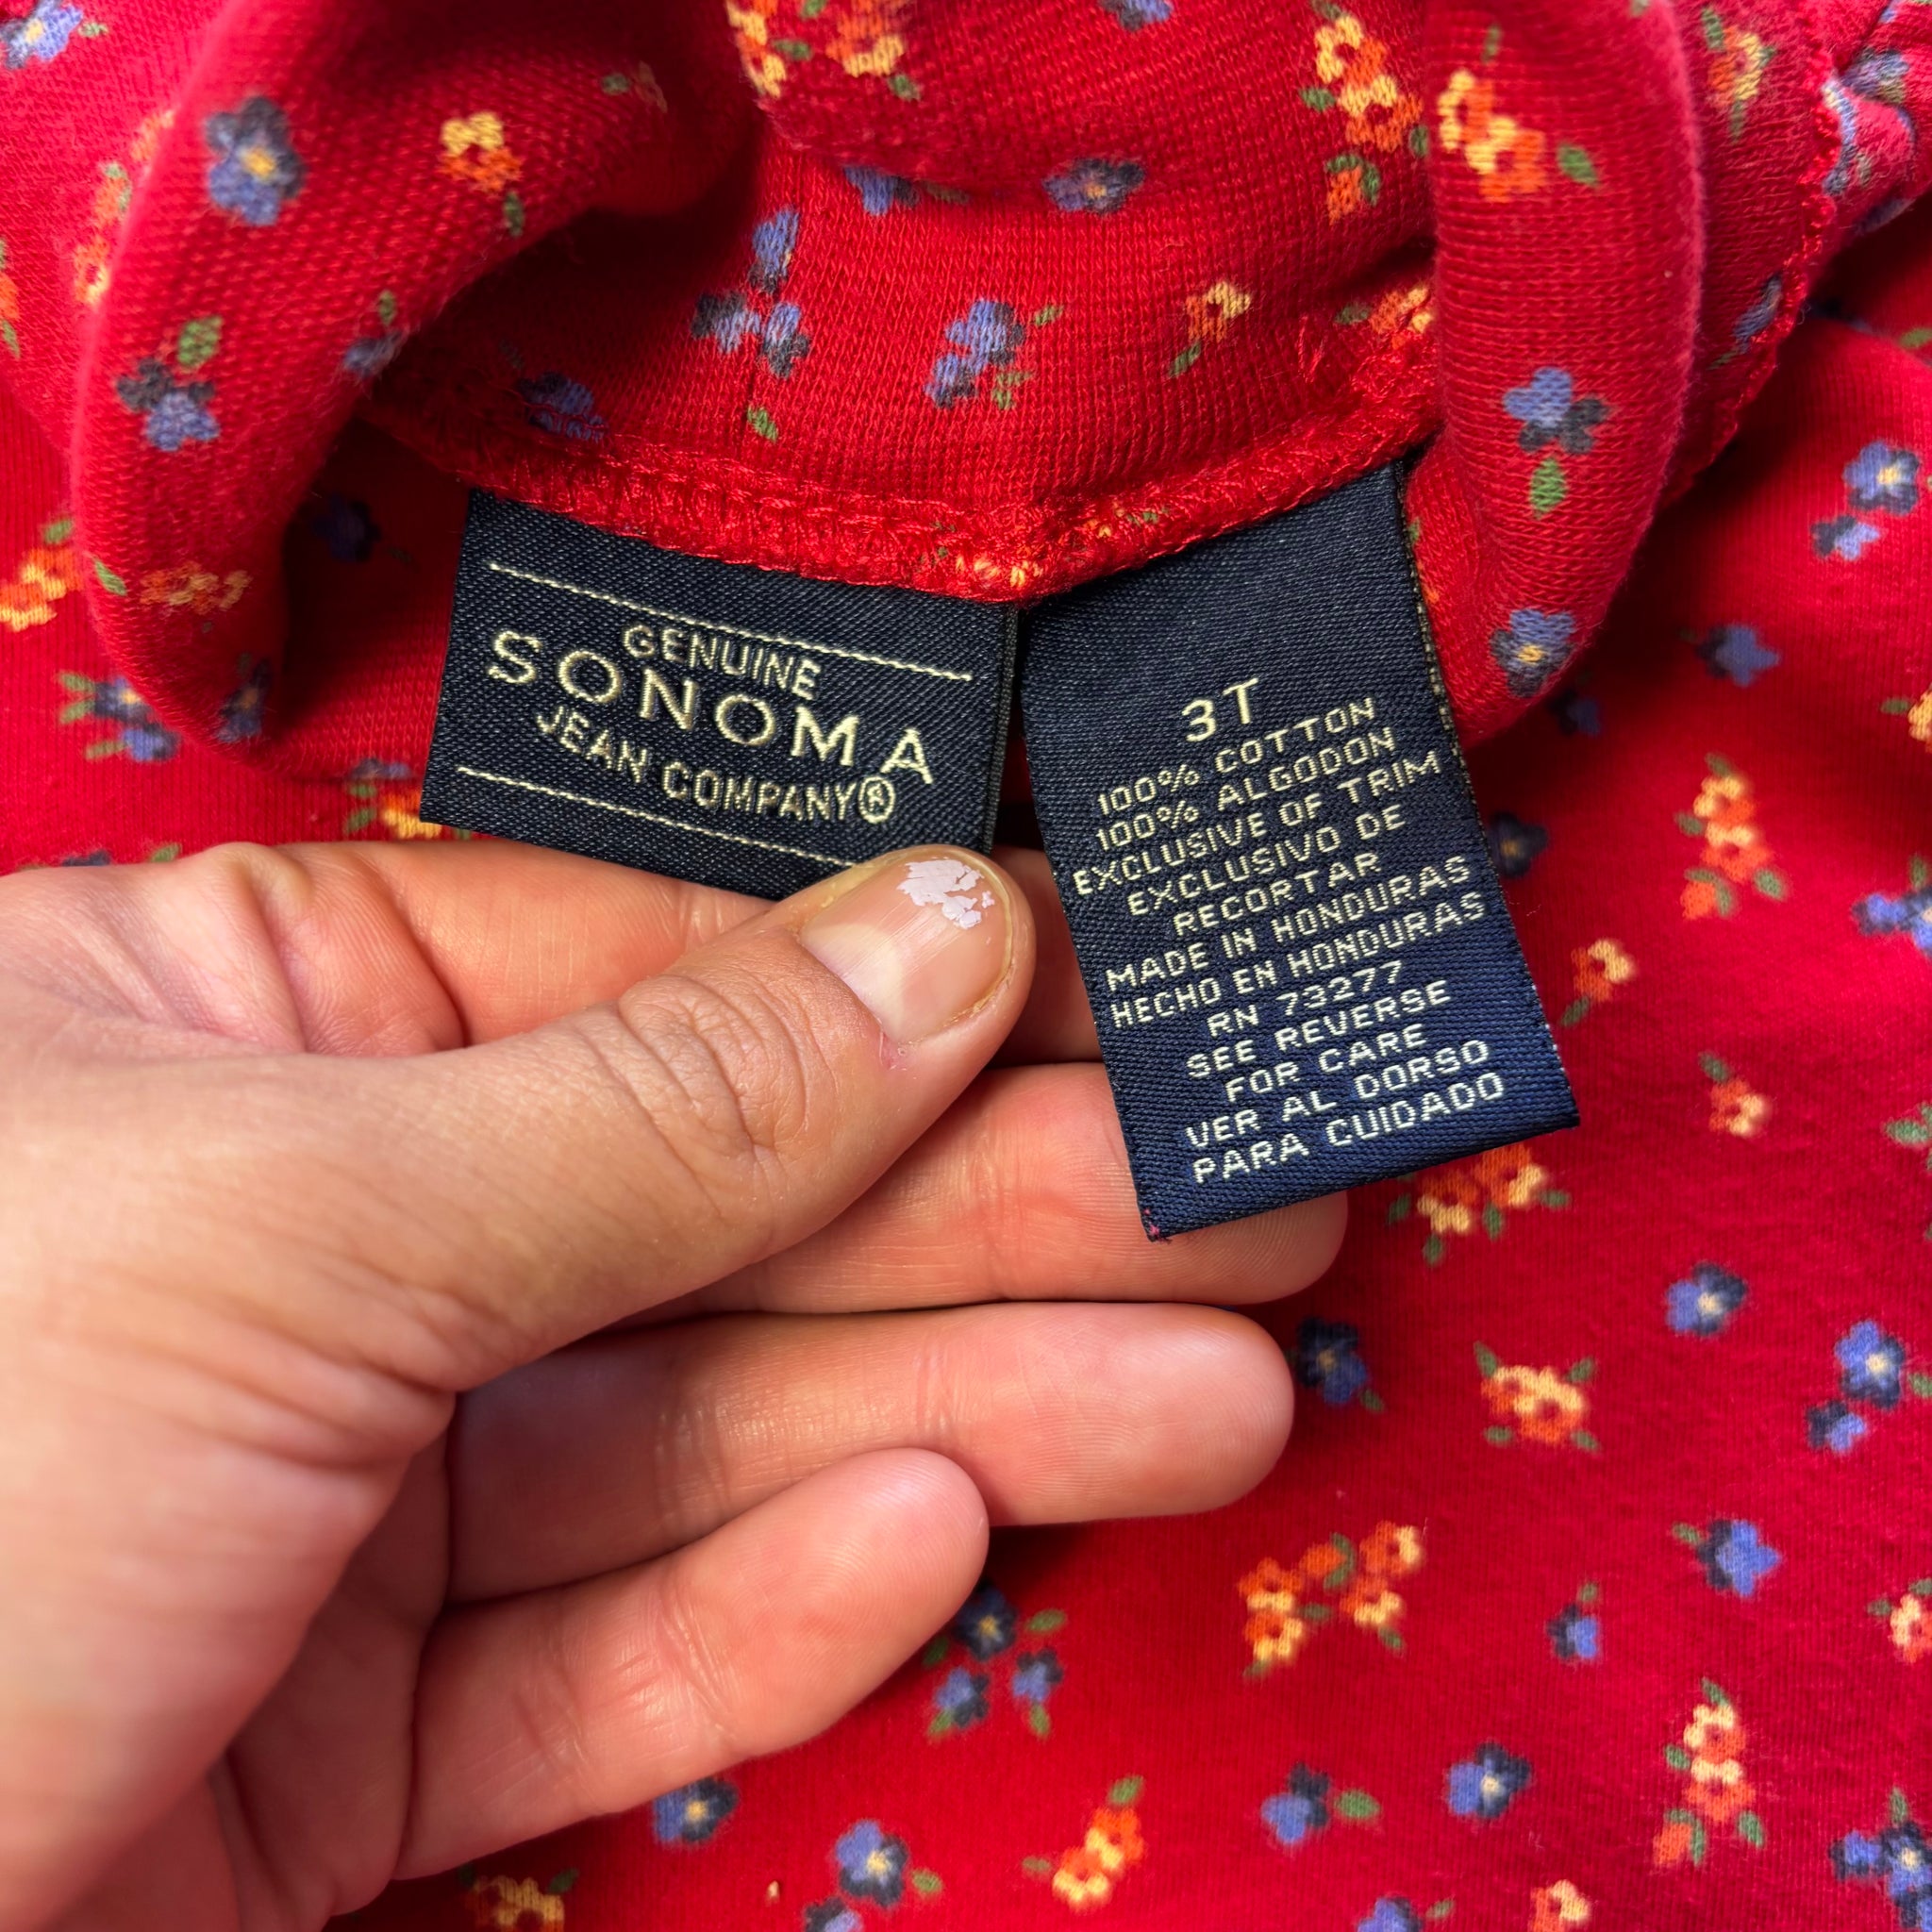 GENUINE
SONOMA
JEAN COMPANY®
3T
100% COTTON
100% ALGODON
EXCLUSIVE OF TRIM
EXCLUSIVO DE
RECORTAR
MADE IN HONDURAS
HECHO EN HONDURAS
RN 73277
SEE REVERSE
FOR CARE
VER AL DORSO
PARA CUIDADO